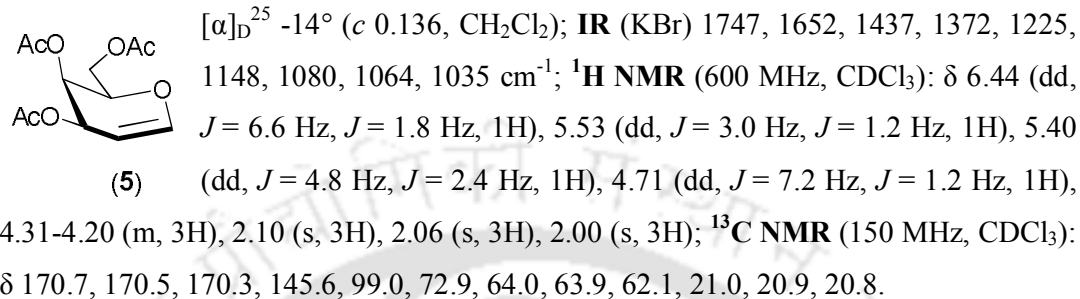 [α]D²⁵ -14° (c 0.136, CH₂Cl₂); IR (KBr) 1747, 1652, 1437, 1372, 1225,
1148, 1080, 1064, 1035 cm⁻¹; ¹H NMR (600 MHz, CDCl₃): δ 6.44 (dd,
J = 6.6 Hz, J = 1.8 Hz, 1H), 5.53 (dd, J = 3.0 Hz, J = 1.2 Hz, 1H), 5.40
(dd, J = 4.8 Hz, J = 2.4 Hz, 1H), 4.71 (dd, J = 7.2 Hz, J = 1.2 Hz, 1H),
4.31-4.20 (m, 3H), 2.10 (s, 3H), 2.06 (s, 3H), 2.00 (s, 3H); ¹³C NMR (150 MHz, CDCl₃):
δ 170.7, 170.5, 170.3, 145.6, 99.0, 72.9, 64.0, 63.9, 62.1, 21.0, 20.9, 20.8.
AcO
OAc
O
AcO
(5)